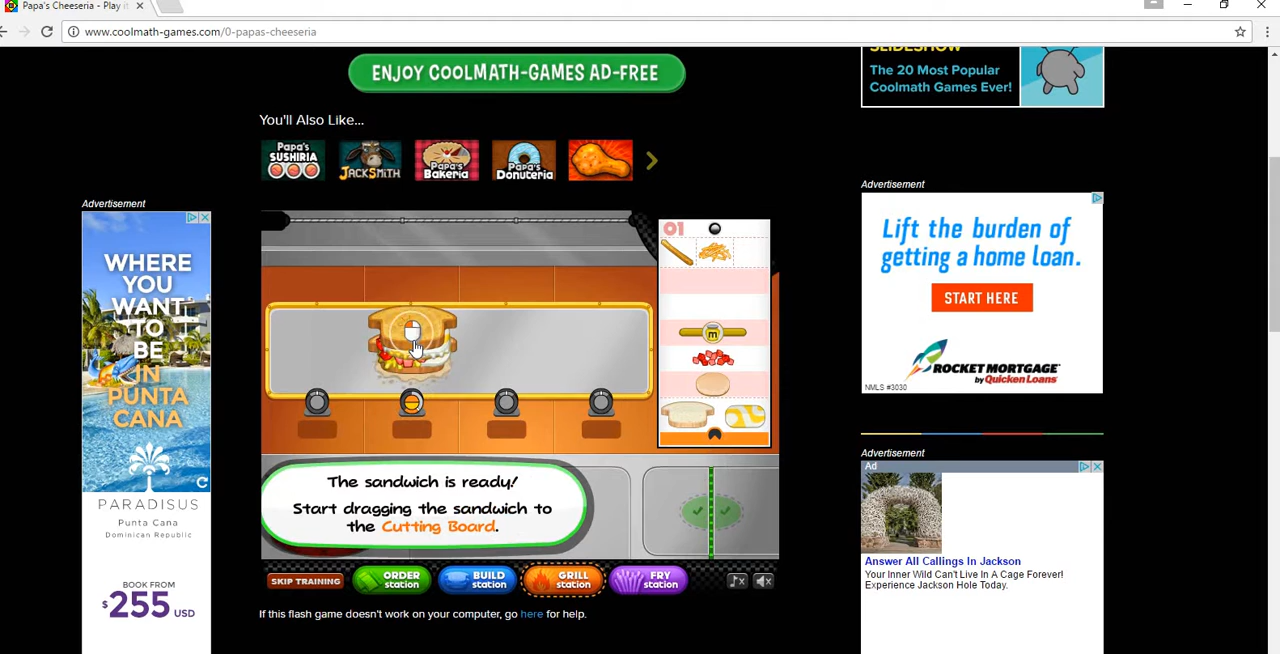 Papa's Cheeseria - Play it
www.coolmath-games.com/0-papas-cheeseria
ENJOY COOLMATH-GAMES AD-FREE
SLIDESHOW
The 20 Most Popular
Coolmath Games Ever!
You'll Also Like...
PAPA'S
SUSHIRIA
JACKSMITH
PAPA'S
BAKERIA
PAPA'S
DONUTERIA
Advertisement
WHERE
YOU
WANT
TO
BE
IN
PUNTA
CANA
PARADISUS
Punta Cana
Dominican Republic
BOOK FROM
$255 USD
01
m
The sandwich is ready!
Start dragging the sandwich to
the Cutting Board.
SKIP TRAINING
ORDER
station
BUILD
station
GRILL
station
FRY
station
If this flash game doesn't work on your computer, go here for help.
Advertisement
Lift the burden of
getting a home loan.
START HERE
NMLS #3030
ROCKET MORTGAGE
by Quicken Loans
Advertisement
Ad
Answer All Callings In Jackson
Your Inner Wild Can't Live In A Cage Forever!
Experience Jackson Hole Today.